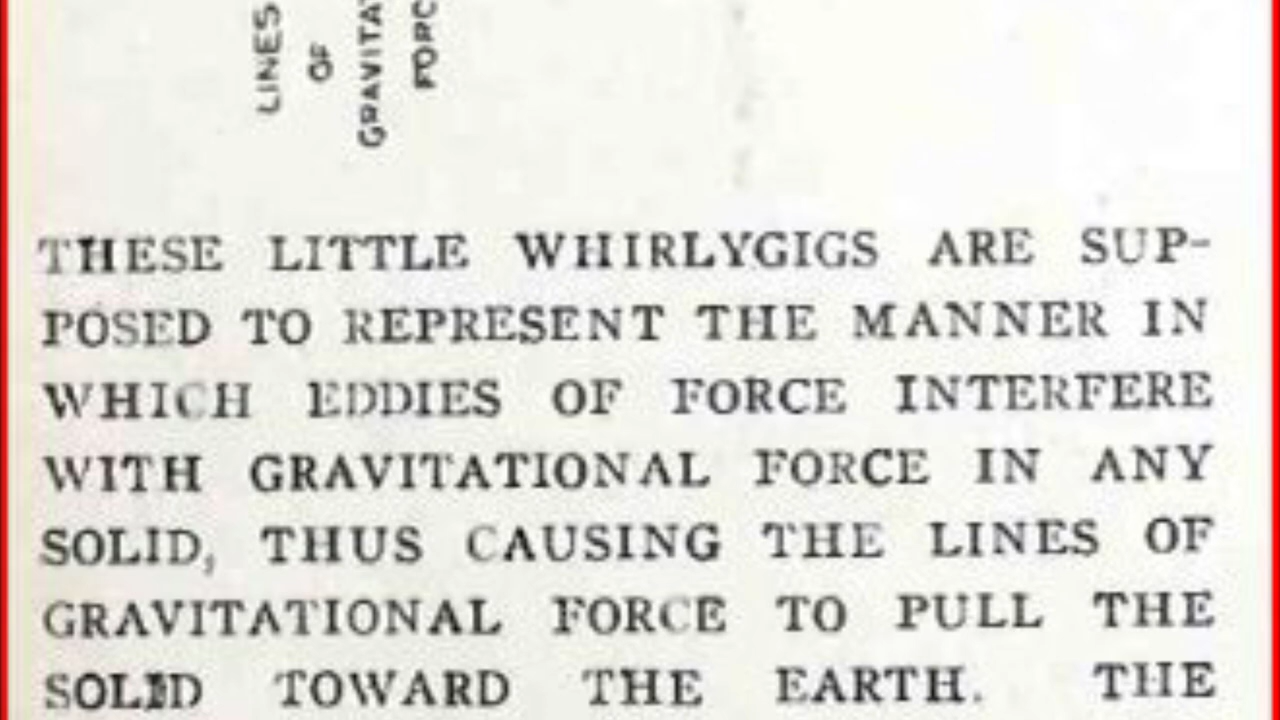 LINES
OF
GRAVITA
FORC
THESE LITTLE WHIRLYGIGS ARE SUP-
POSED TO REPRESENT THE MANNER IN
WHICH EDDIES OF FORCE INTERFERE
WITH GRAVITATIONAL FORCE IN ANY
SOLID, THUS CAUSING THE LINES OF
GRAVITATIONAL FORCE TO PULL THE
SOLID TOWARD THE EARTH. THE